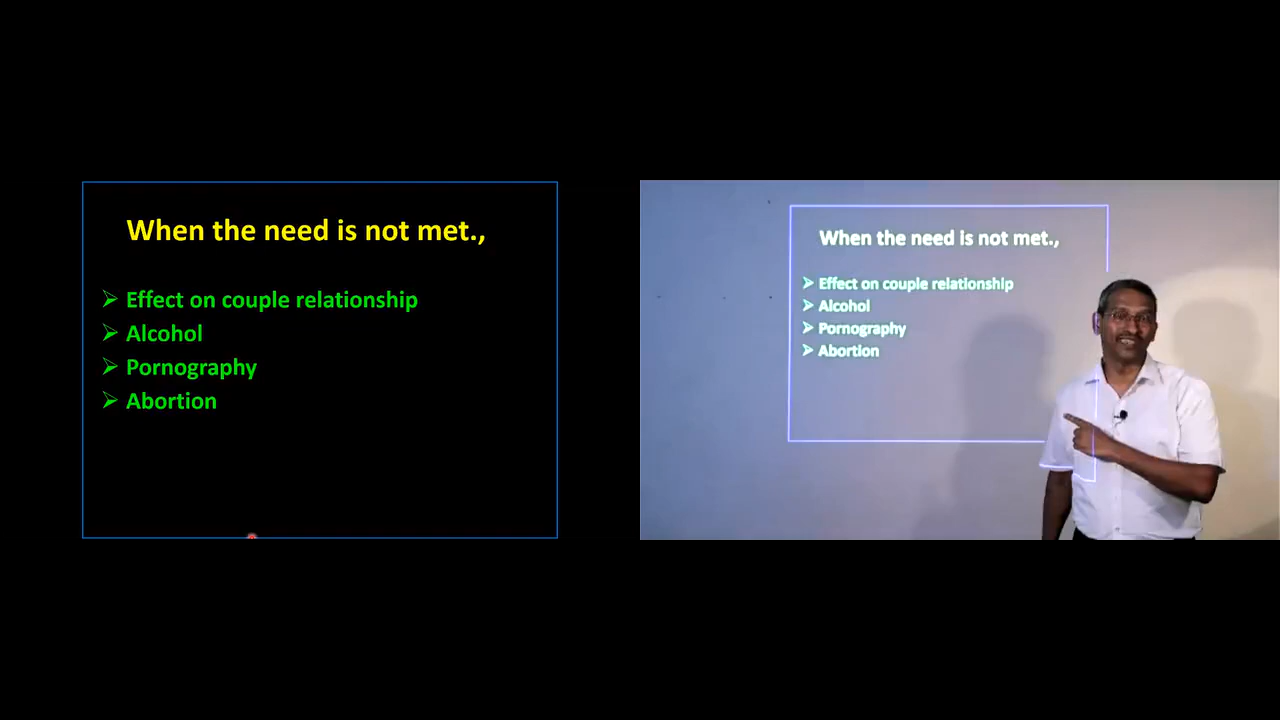 When the need is not met.,
➢ Effect on couple relationship
➢ Alcohol
➢ Pornography
➢ Abortion
When the need is not met.,
➢ Effect on couple relationship
➢ Alcohol
➢ Pornography
➢ Abortion